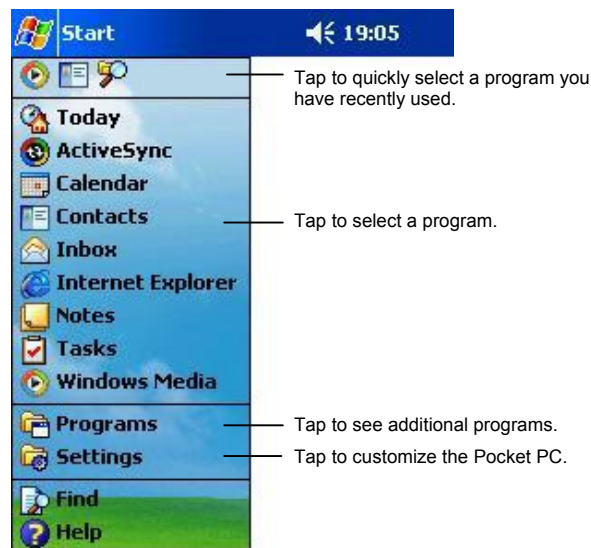 Start 19:05
Tap to quickly select a program you
have recently used.
Today
ActiveSync
Calendar
Contacts
Tap to select a program.
Inbox
Internet Explorer
Notes
Tasks
Windows Media
Programs
Tap to see additional programs.
Settings
Tap to customize the Pocket PC.
Find
Help